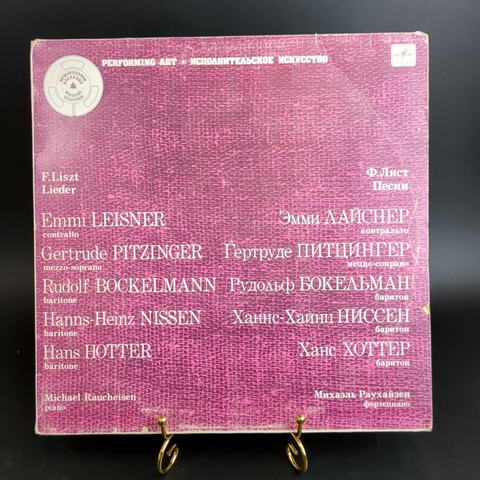 PERFORMING ART • ИСПОЛНИТЕЛЬСКОЕ ИСКУССТВО
F.Liszt
Lieder
Ф.Лист
Песни
Emmi LEISNER
contralto
Эмми ЛАЙСНЕР
контральто
Gertrude PITZINGER
mezzo-soprano
Гертруде ПИТЦИНГЕР
меццо-сопрано
Rudolf BOCKELMANN
baritone
Рудольф БОКЕЛЬМАН
баритон
Hanns-Heinz NISSEN
baritone
Ханнс-Хайнц НИССЕН
баритон
Hans HOTTER
baritone
Ханс ХОТТЕР
баритон
Michael Raucheisen
piano
Михаэль Раухайзен
фортепиано